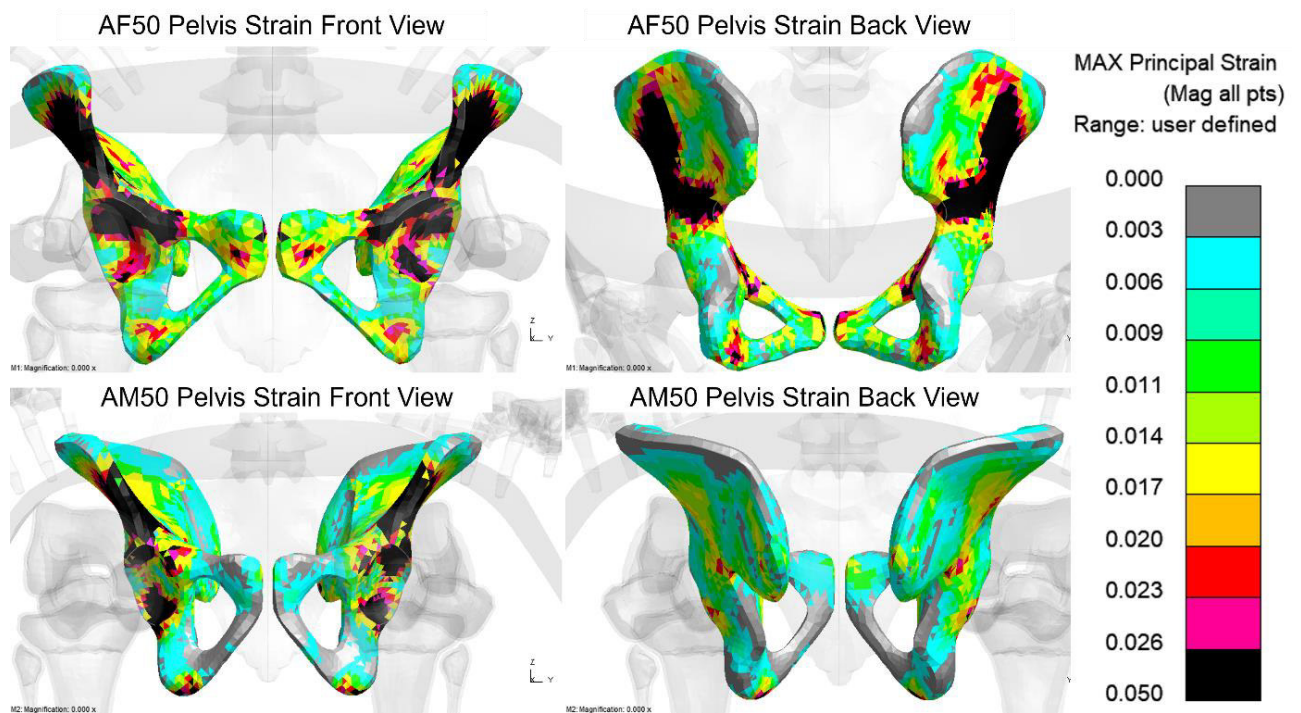 AF50 Pelvis Strain Front View
AF50 Pelvis Strain Back View
M1: Magnification: 0.000 x
Z
Y
X
M1: Magnification: 0.000 x
Y
AM50 Pelvis Strain Front View
AM50 Pelvis Strain Back View
M2: Magnification: 0.000 x
Z
Y
X
M2: Magnification: 0.000 x
Y
MAX Principal Strain
(Mag all pts)
Range: user defined
0.000
0.003
0.006
0.009
0.011
0.014
0.017
0.020
0.023
0.026
0.050